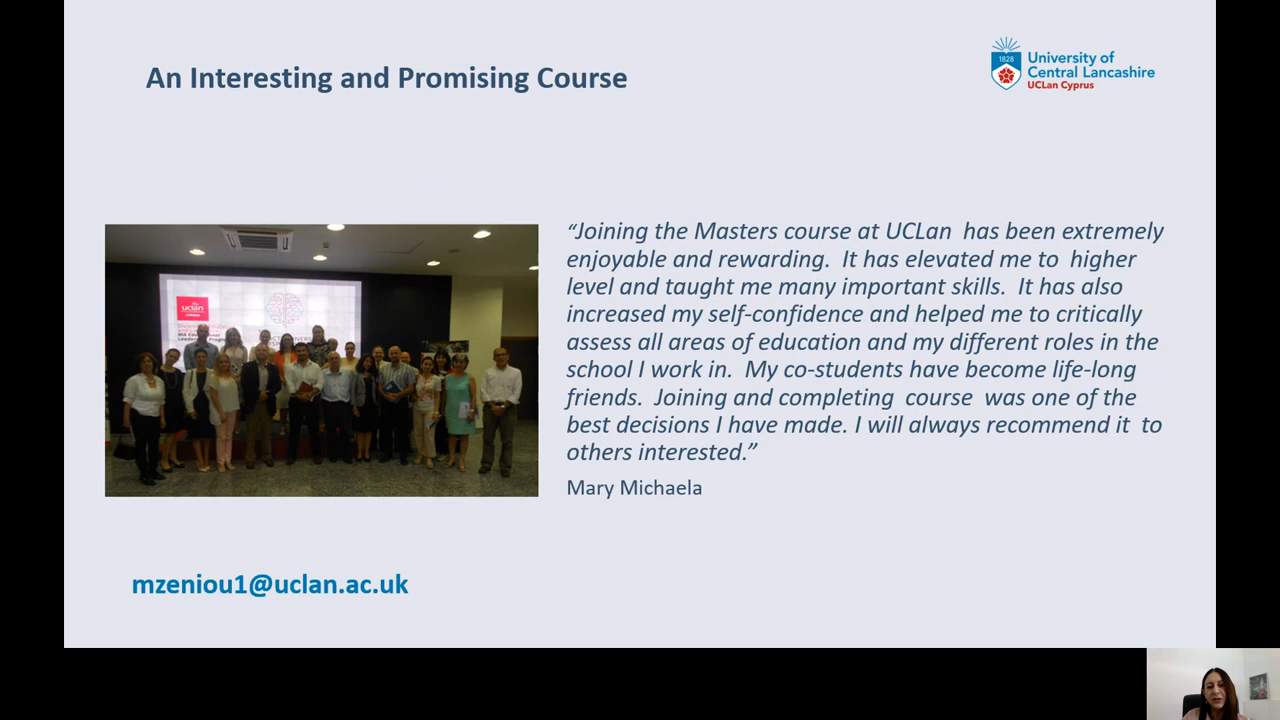 An Interesting and Promising Course
1828
University of
Central Lancashire
UCLan Cyprus
“Joining the Masters course at UCLan has been extremely
enjoyable and rewarding. It has elevated me to higher
level and taught me many important skills. It has also
increased my self-confidence and helped me to critically
assess all areas of education and my different roles in the
school I work in. My co-students have become life-long
friends. Joining and completing course was one of the
best decisions I have made. I will always recommend it to
others interested.”
Mary Michaela
uclan
mzeniou1@uclan.ac.uk